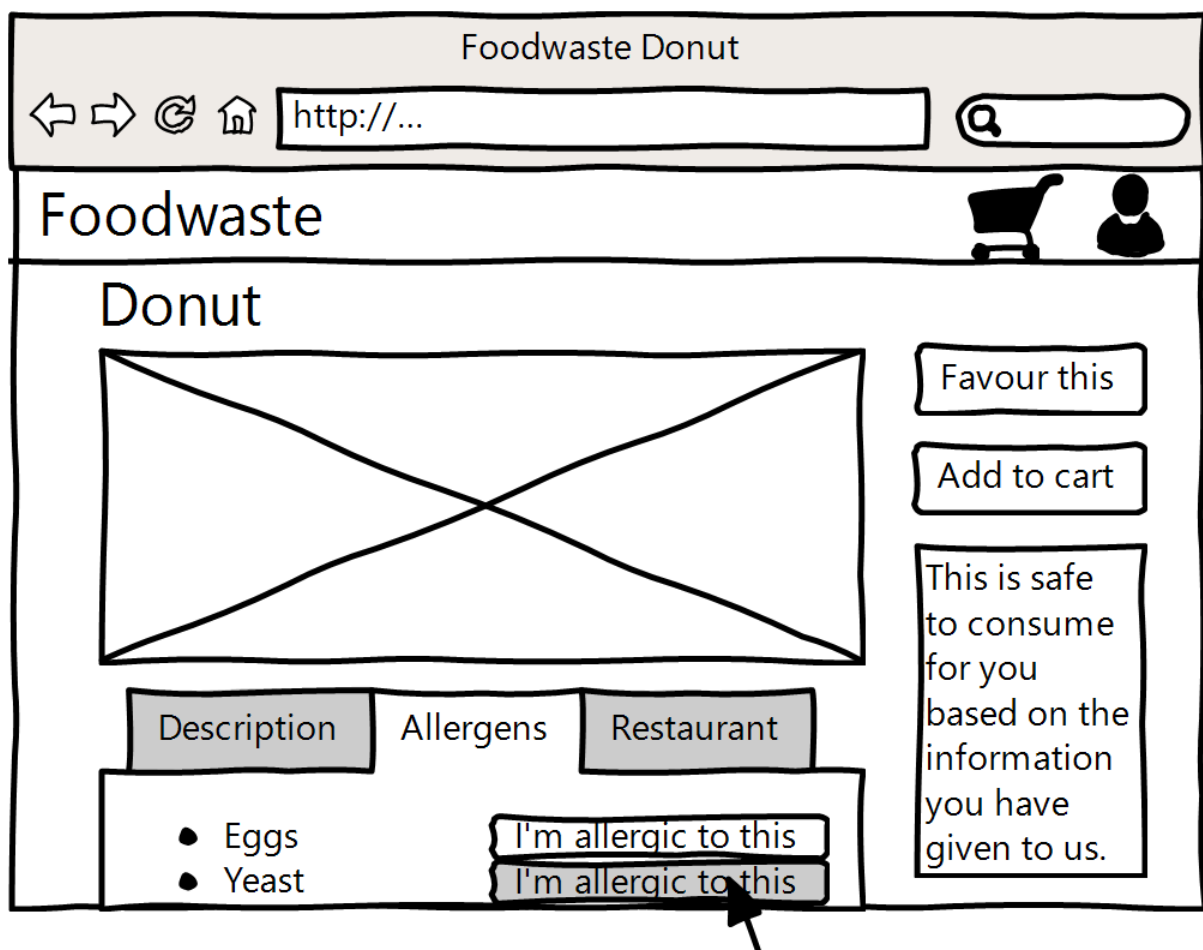 Foodwaste Donut
http://...
Foodwaste
Donut
Favour this
Add to cart
This is safe
to consume
for you
based on the
information
you have
given to us.
Description Allergens Restaurant
Eggs I'm allergic to this
Yeast I'm allergic to this